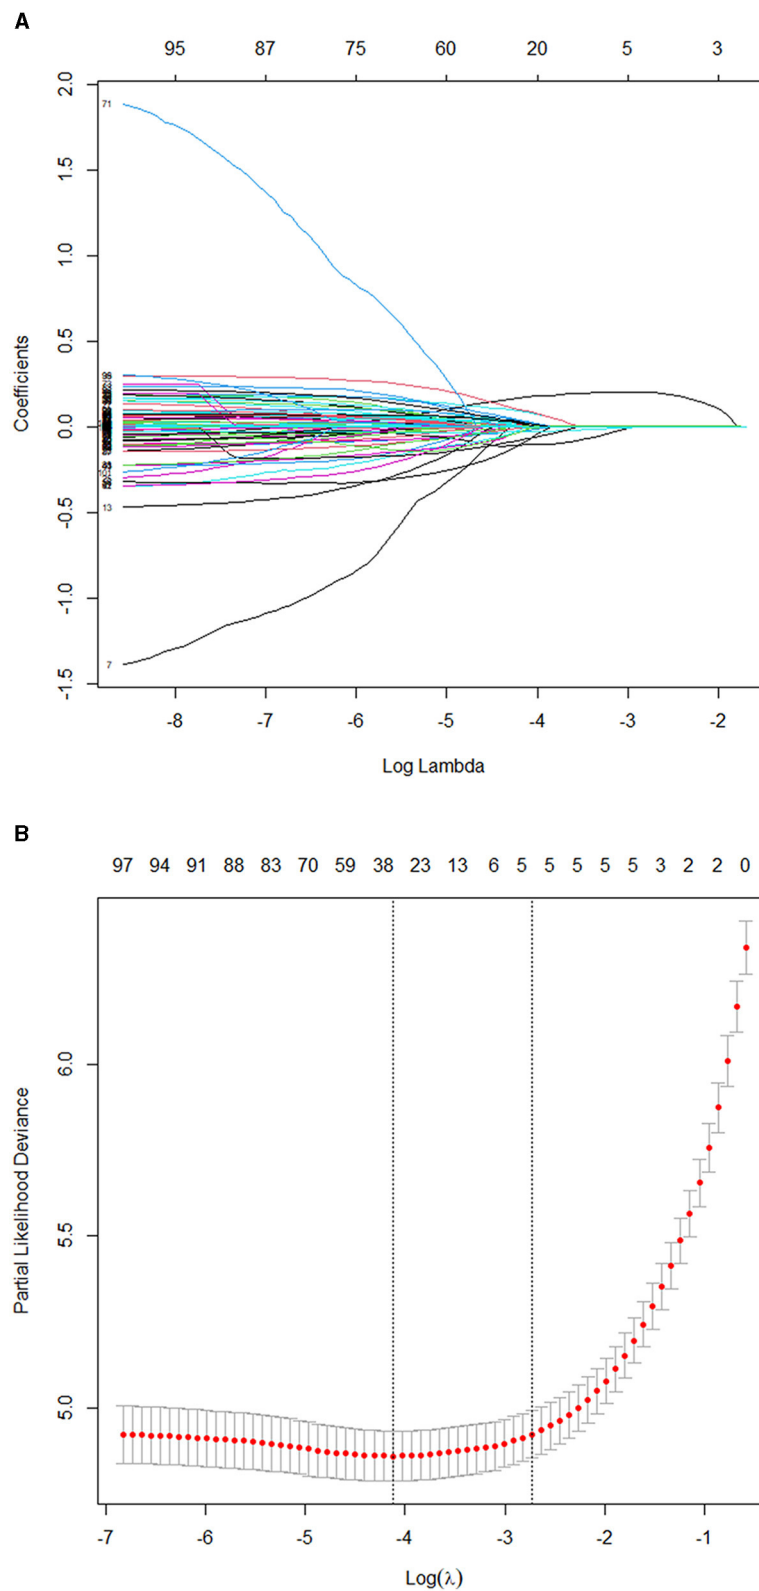 A
95 87 75 60 20 5 3
2.0
1.5
1.0
0.5
0.0
-0.5
-1.0
-1.5
Coefficients
71
13
7
-8 -7 -6 -5 -4 -3 -2
Log Lambda
B
97 94 91 88 83 70 59 38 23 13 6 5 5 5 5 5 3 2 2 0
6.0
5.5
5.0
Partial Likelihood Deviance
-7 -6 -5 -4 -3 -2 -1
Log(λ)